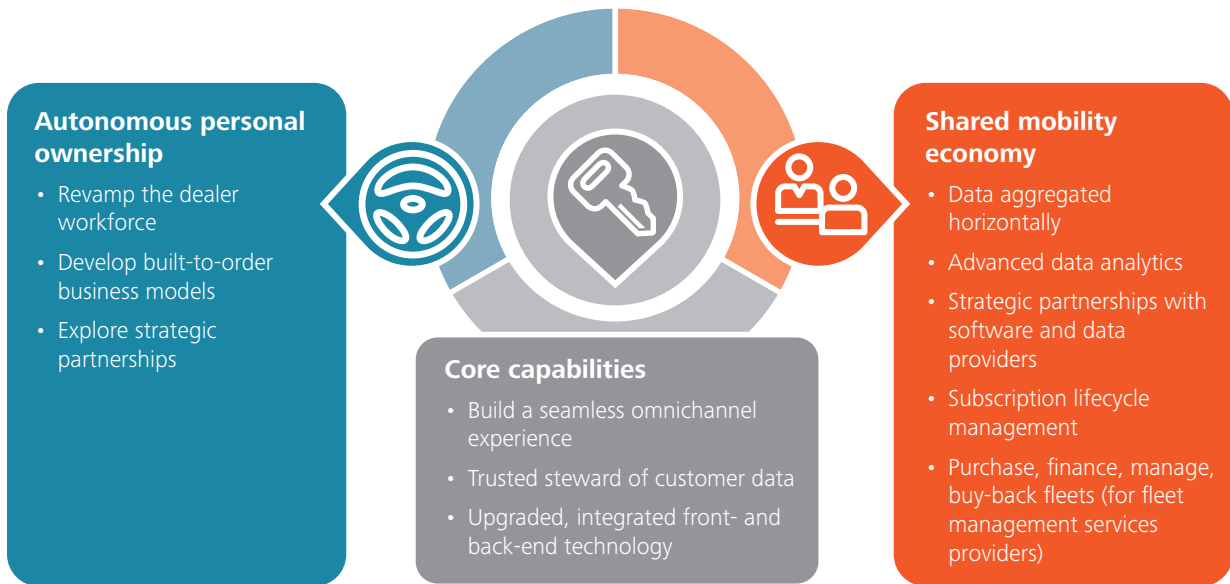 Autonomous personal
ownership
• Revamp the dealer
workforce
• Develop built-to-order
business models
• Explore strategic
partnerships
Core capabilities
• Build a seamless omnichannel
experience
• Trusted steward of customer data
• Upgraded, integrated front- and
back-end technology
Shared mobility
economy
• Data aggregated
horizontally
• Advanced data analytics
• Strategic partnerships with
software and data
providers
• Subscription lifecycle
management
• Purchase, finance, manage,
buy-back fleets (for fleet
management services
providers)